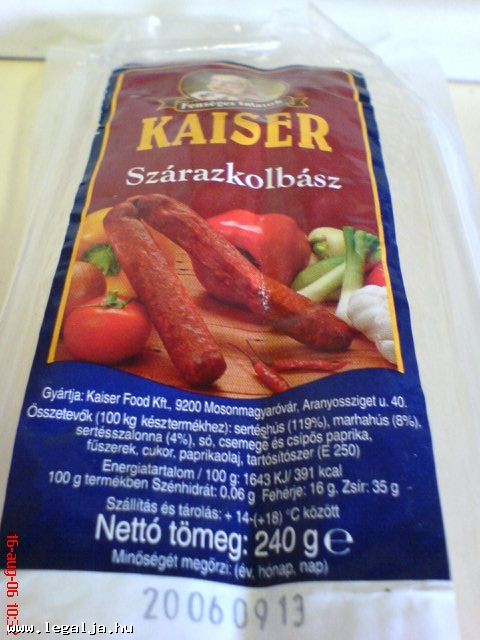 Fenséges falatok
KAISER
Szárazkolbász
Gyártja: Kaiser Food Kft., 9200 Mosonmagyaróvár, Aranyossziget u. 40.
Összetevők (100 kg késztermékhez): sertéshús (119%), marhahús (8%),
sertésszalonna (4%), só, csemege és csípős paprika,
fűszerek, cukor, paprikaolaj, tartósítószer (E 250)
Energiatartalom / 100 g: 1643 KJ/ 391 kcal
100 g termékben Szénhidrát: 0.06 g Fehérje: 16 g. Zsír: 35 g
Szállítás és tárolás: + 14-(+18) °C között
Nettó tömeg: 240 g e
Minőségét megőrzi: (év, hónap, nap)
20060913
www.legalja.hu